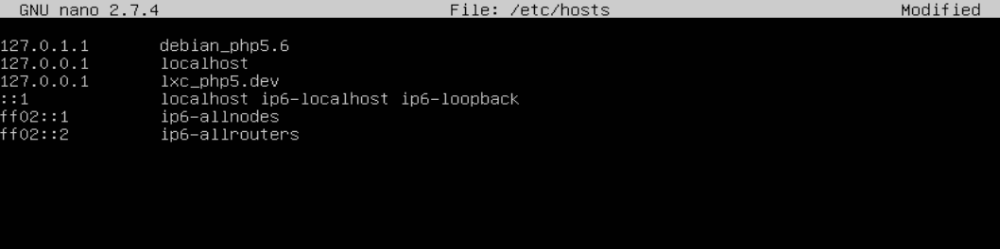 GNU nano 2.7.4 File: /etc/hosts Modified
127.0.1.1 debian_php5.6
127.0.0.1 localhost
127.0.0.1 lxc_php5.dev
::1 localhost ip6-localhost ip6-loopback
ff02::1 ip6-allnodes
ff02::2 ip6-allrouters